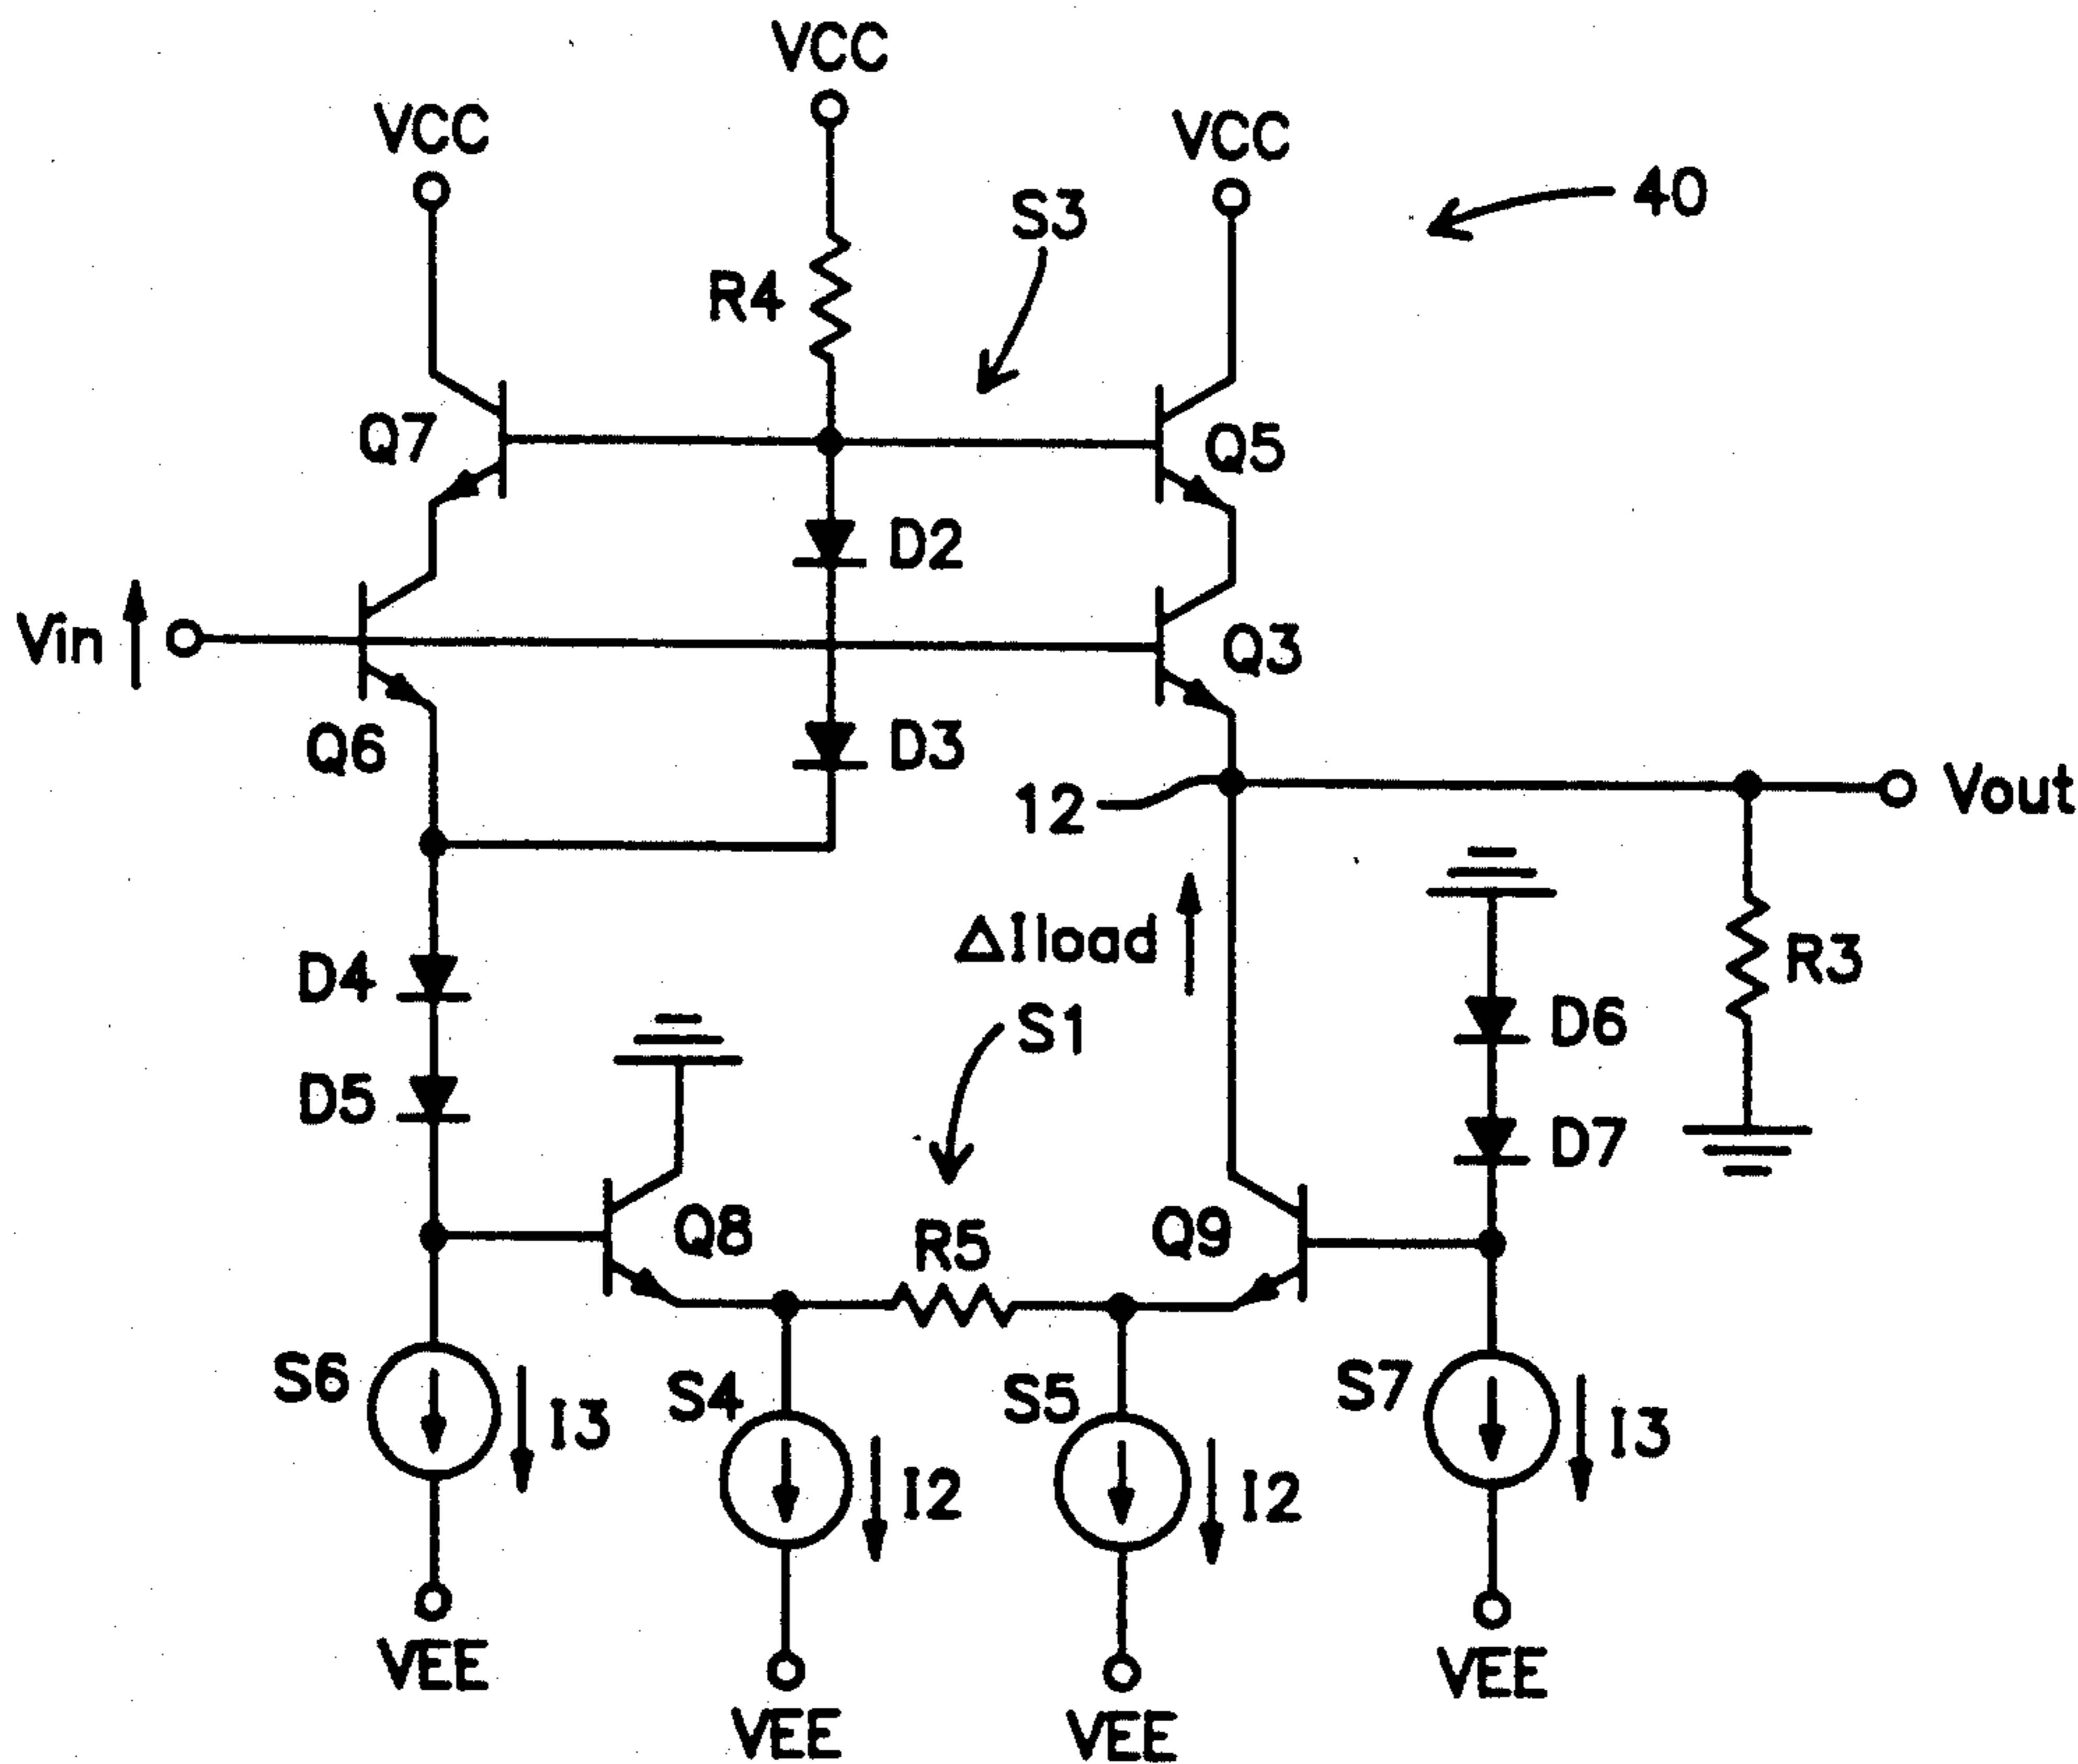 VCC
VCC
VCC
S3
40
R4
Q7
Q5
D2
Vin
Q3
Q6
D3
12
Vout
ΔIload
D4
R3
S1
D6
D5
D7
Q8
R5
Q9
S6
I3
S4
I2
S5
I2
S7
I3
VEE
VEE
VEE
VEE